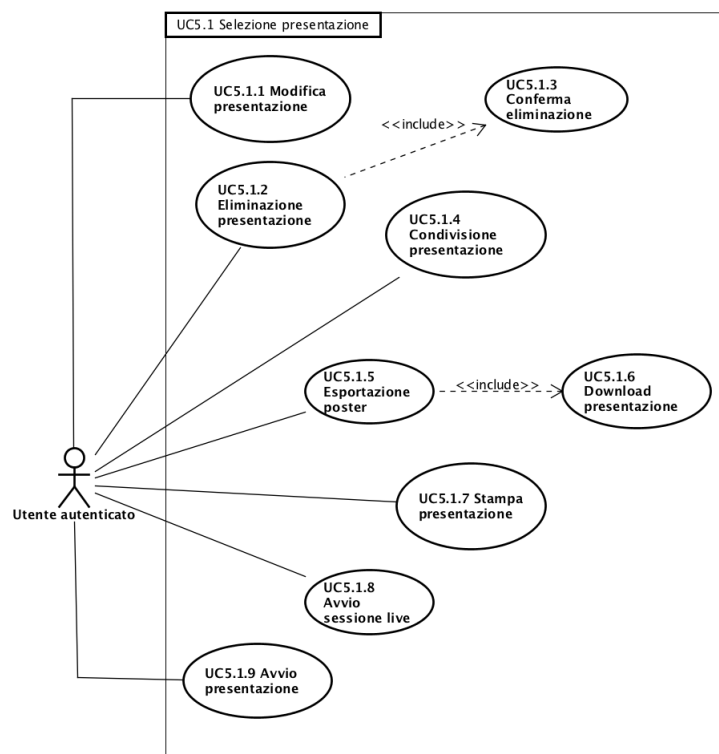 UC5.1 Selezione presentazione
UC5.1.1 Modifica
presentazione
UC5.1.3
Conferma
eliminazione
<<include>>
UC5.1.2
Eliminazione
presentazione
UC5.1.4
Condivisione
presentazione
UC5.1.5
Esportazione
poster
<<include>>
UC5.1.6
Download
presentazione
UC5.1.7 Stampa
presentazione
Utente autenticato
UC5.1.8
Avvio
sessione live
UC5.1.9 Avvio
presentazione